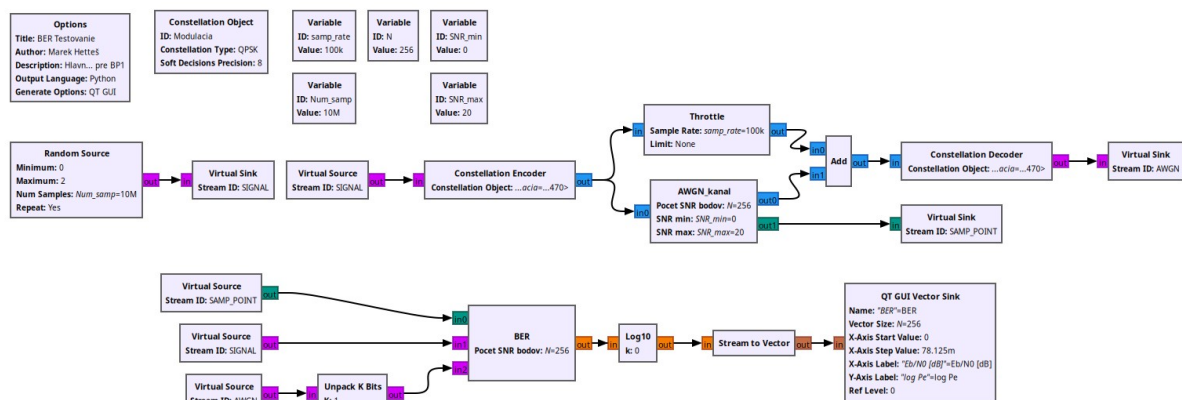 Options
Title: BER Testovanie
Author: Marek Hetteš
Description: Hlavn... pre BP1
Output Language: Python
Generate Options: QT GUI
Constellation Object
ID: Modulacia
Constellation Type: QPSK
Soft Decisions Precision: 8
Variable
ID: samp_rate
Value: 100k
Variable
ID: N
Value: 256
Variable
ID: SNR_min
Value: 0
Variable
ID: Num_samp
Value: 10M
Variable
ID: SNR_max
Value: 20
Random Source
Minimum: 0
Maximum: 2
Num Samples: Num_samp=10M
Repeat: Yes
out
in
Virtual Sink
Stream ID: SIGNAL
Virtual Source
Stream ID: SIGNAL
out
in
Constellation Encoder
Constellation Object: ...acia=...470>
out
in
Throttle
Sample Rate: samp_rate=100k
Limit: None
out
in0
AWGN_kanal
Pocet SNR bodov: N=256
SNR min: SNR_min=0
SNR max: SNR_max=20
out0
out1
in0
in1
Add
out
in
Constellation Decoder
Constellation Object: ...acia=...470>
out
in
Virtual Sink
Stream ID: AWGN
in
Virtual Sink
Stream ID: SAMP_POINT
Virtual Source
Stream ID: SAMP_POINT
out
Virtual Source
Stream ID: SIGNAL
out
Virtual Source
Stream ID: AWGN
out
in
Unpack K Bits
K: 1
out
in0
in1
in2
BER
Pocet SNR bodov: N=256
out
in
Log10
k: 0
out
in
Stream to Vector
out
in
QT GUI Vector Sink
Name: "BER"=BER
Vector Size: N=256
X-Axis Start Value: 0
X-Axis Step Value: 78.125m
X-Axis Label: "Eb/N0 [dB]"=Eb/N0 [dB]
Y-Axis Label: "log Pe"=log Pe
Ref Level: 0